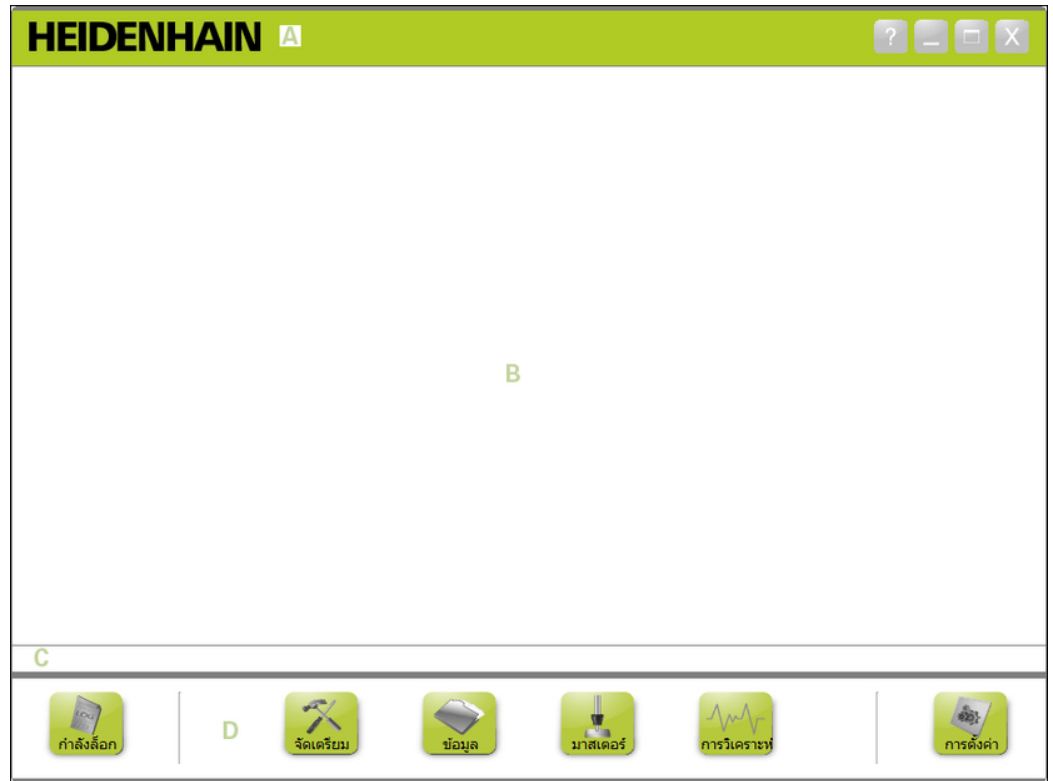 HEIDENHAIN A ? X
B
C
LOG
กำลังล็อก D จัดเตรียม ข้อมูล มาสเตอร์ การวิเคราะห์ การตั้งค่า